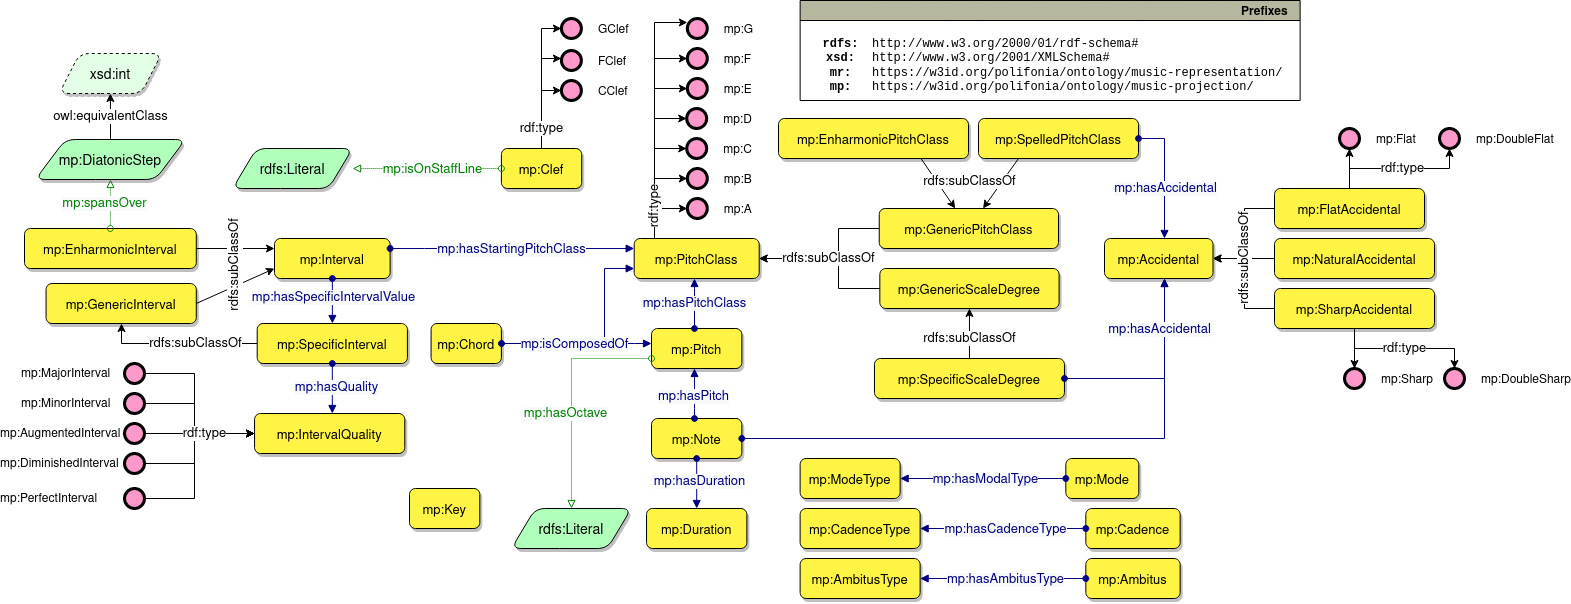 Prefixes
rdfs: http://www.w3.org/2000/01/rdf-schema#
xsd: http://www.w3.org/2001/XMLSchema#
mr: https://w3id.org/polifonia/ontology/music-representation/
mp: https://w3id.org/polifonia/ontology/music-projection/
xsd:int
owl:equivalentClass
mp:DiatonicStep
mp:spansOver
mp:EnharmonicInterval
mp:GenericInterval
rdfs:subClassOf
mp:Interval
mp:hasSpecificIntervalValue
mp:SpecificInterval
rdfs:subClassOf
mp:hasQuality
mp:IntervalQuality
mp:MajorInterval
mp:MinorInterval
mp:AugmentedInterval
mp:DiminishedInterval
mp:PerfectInterval
rdf:type
GClef
FClef
CClef
rdf:type
mp:Clef
mp:isOnStaffLine
rdfs:Literal
mp:G
mp:F
mp:E
mp:D
mp:C
mp:B
mp:A
rdf:type
mp:hasStartingPitchClass
mp:PitchClass
mp:hasPitchClass
mp:Chord
mp:isComposedOf
mp:Pitch
mp:hasOctave
mp:hasPitch
mp:Note
mp:hasDuration
mp:Duration
rdfs:Literal
mp:Key
mp:EnharmonicPitchClass
mp:SpelledPitchClass
rdfs:subClassOf
mp:GenericPitchClass
rdfs:subClassOf
mp:GenericScaleDegree
rdfs:subClassOf
mp:SpecificScaleDegree
mp:hasAccidental
mp:Accidental
mp:hasAccidental
rdfs:subClassOf
mp:Flat
mp:DoubleFlat
rdf:type
mp:FlatAccidental
mp:NaturalAccidental
mp:SharpAccidental
rdf:type
mp:Sharp
mp:DoubleSharp
mp:ModeType
mp:hasModalType
mp:Mode
mp:CadenceType
mp:hasCadenceType
mp:Cadence
mp:AmbitusType
mp:hasAmbitusType
mp:Ambitus